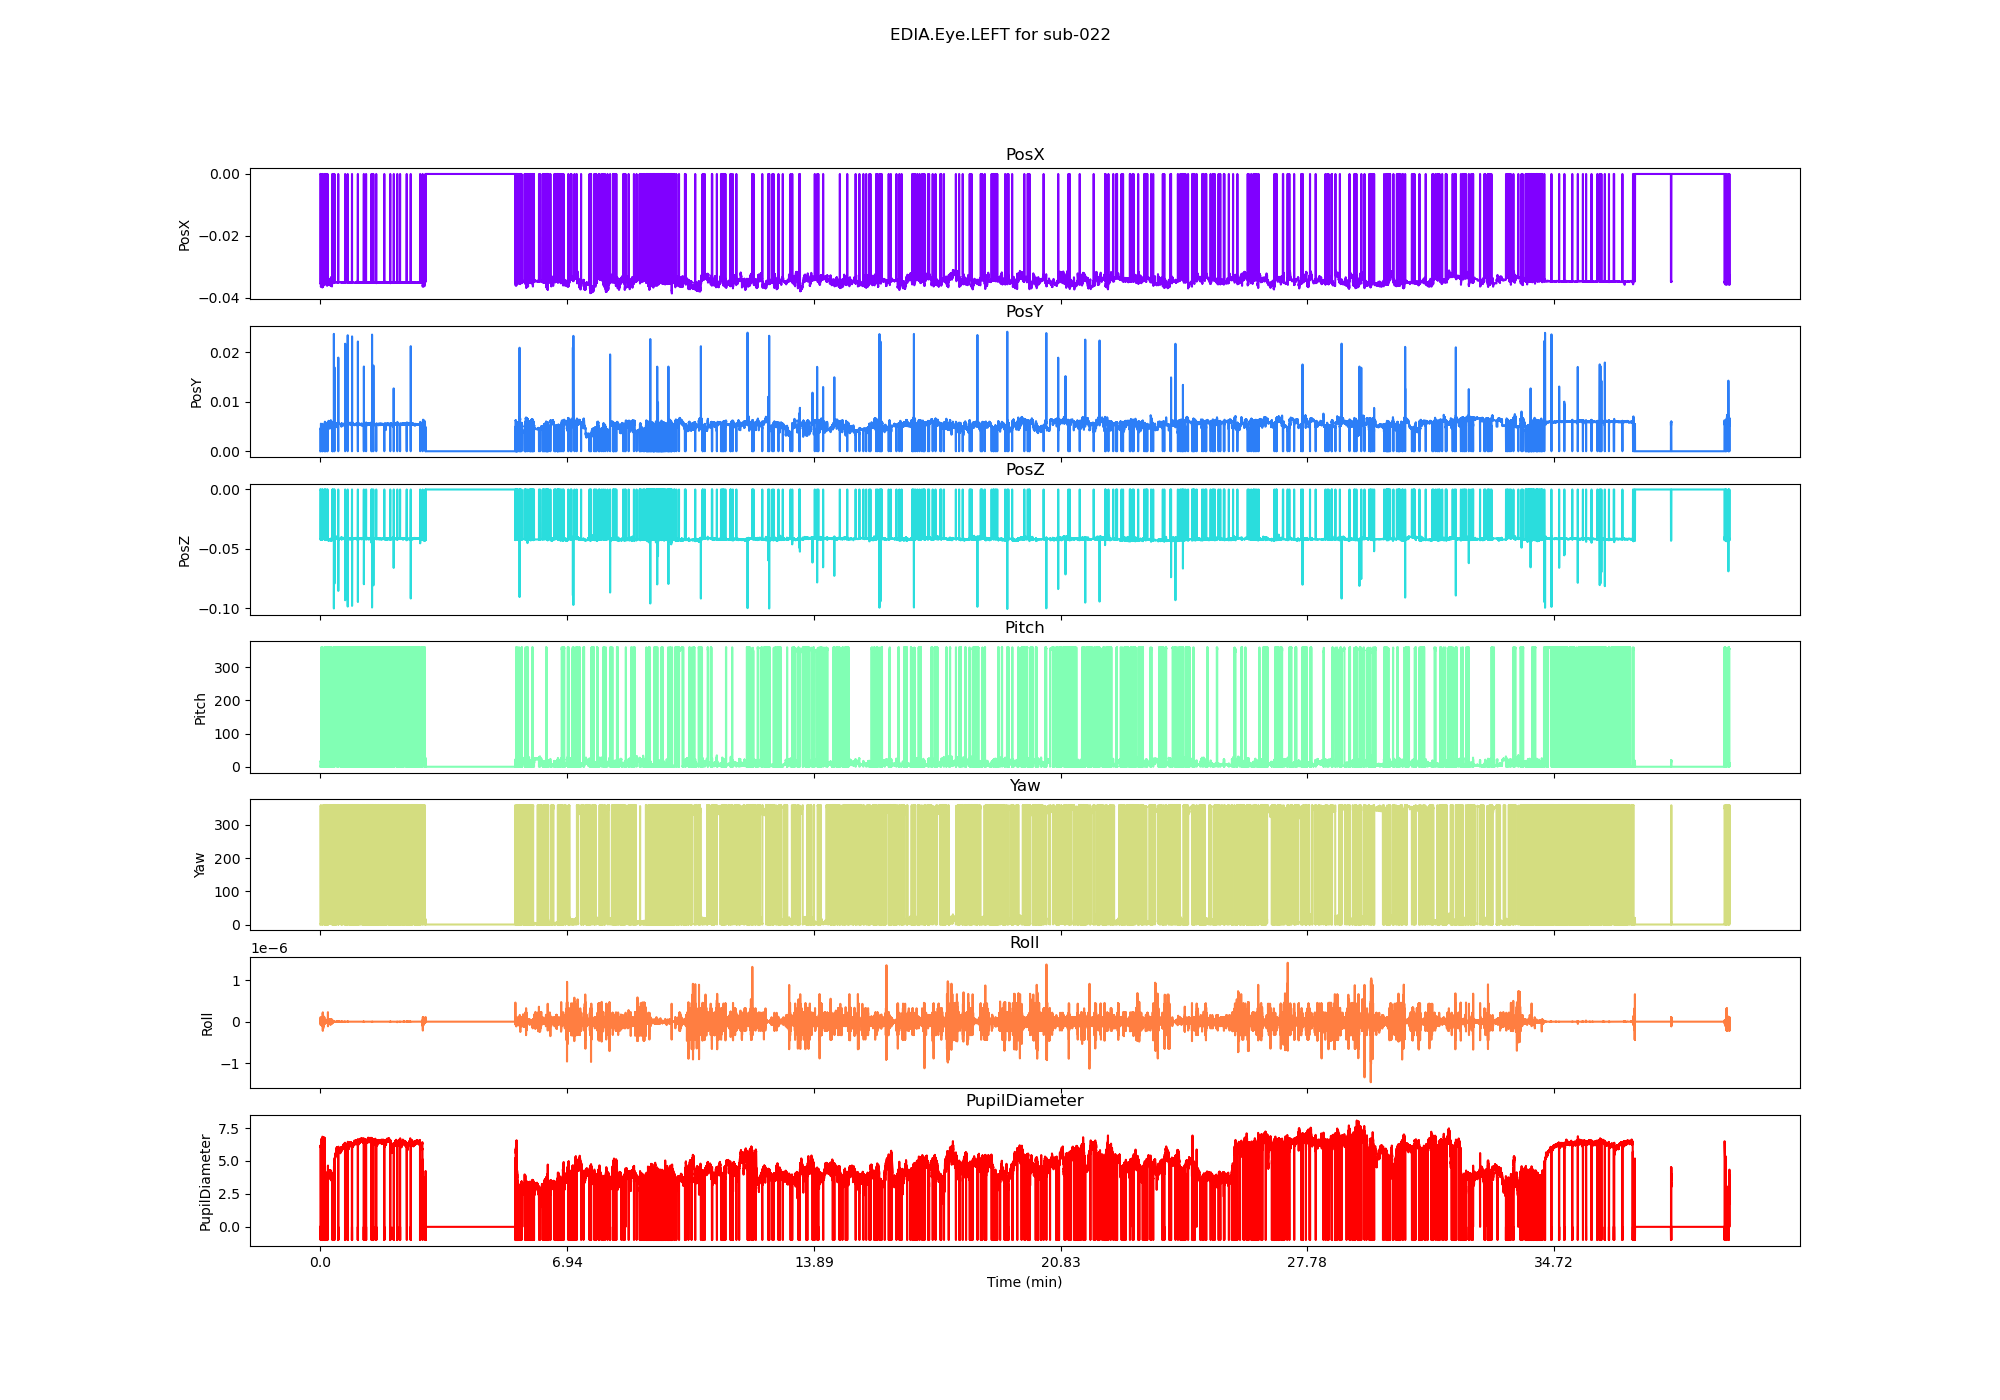 EDIA.Eye.LEFT for sub-022
PosX
0.00
−0.02
−0.04
PosX
PosY
0.02
0.01
0.00
PosY
PosZ
0.00
−0.05
−0.10
PosZ
Pitch
300
200
100
0
Pitch
Yaw
300
200
100
0
Yaw
1e−6
Roll
1
0
−1
Roll
PupilDiameter
7.5
5.0
2.5
0.0
PupilDiameter
0.0 6.94 13.89 20.83 27.78 34.72
Time (min)